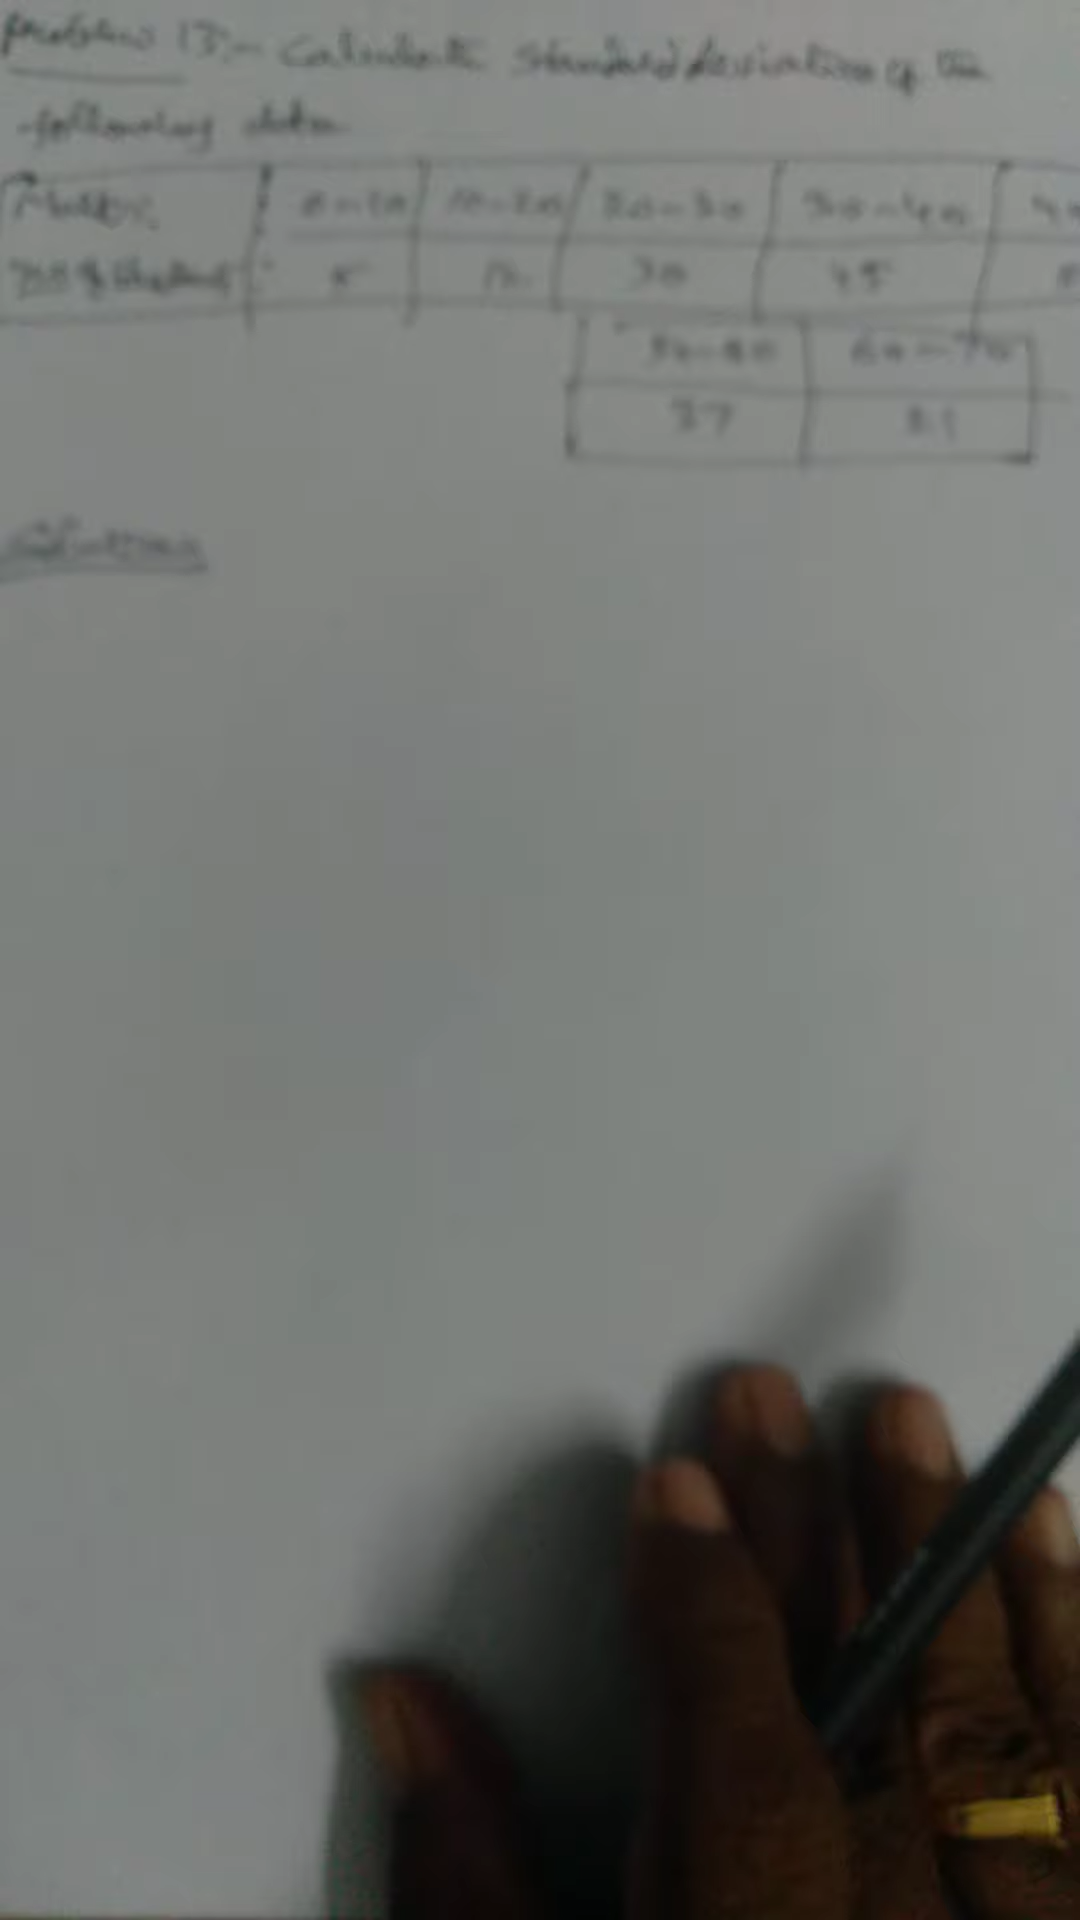 Problem 13:- Calculate standard deviation of the
following data
Marks : 0-10 10-20 20-30 30-40
No of Students : 5 12 30 45
50-60 60-70
37 21
Solution